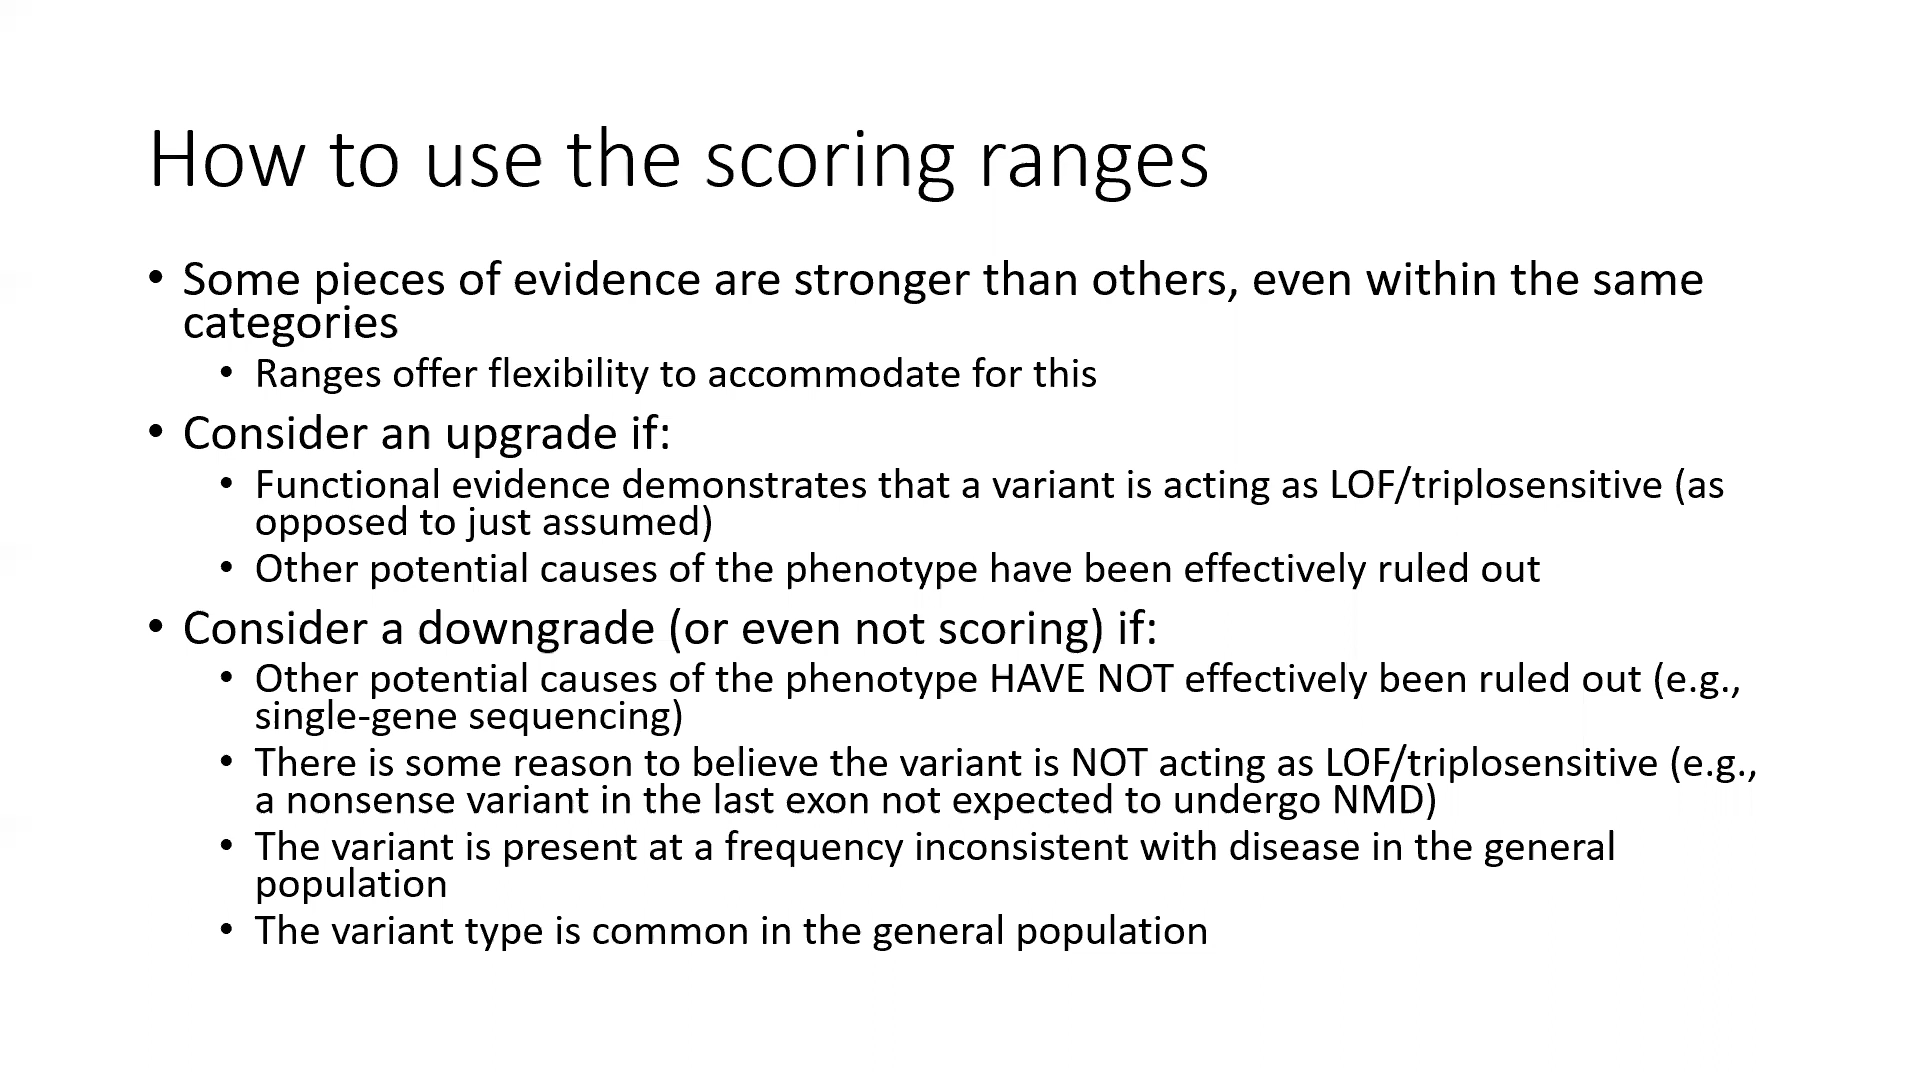 How to use the scoring ranges
• Some pieces of evidence are stronger than others, even within the same
categories
• Ranges offer flexibility to accommodate for this
• Consider an upgrade if:
• Functional evidence demonstrates that a variant is acting as LOF/triplosensitive (as
opposed to just assumed)
• Other potential causes of the phenotype have been effectively ruled out
• Consider a downgrade (or even not scoring) if:
• Other potential causes of the phenotype HAVE NOT effectively been ruled out (e.g.,
single-gene sequencing)
• There is some reason to believe the variant is NOT acting as LOF/triplosensitive (e.g.,
a nonsense variant in the last exon not expected to undergo NMD)
• The variant is present at a frequency inconsistent with disease in the general
population
• The variant type is common in the general population